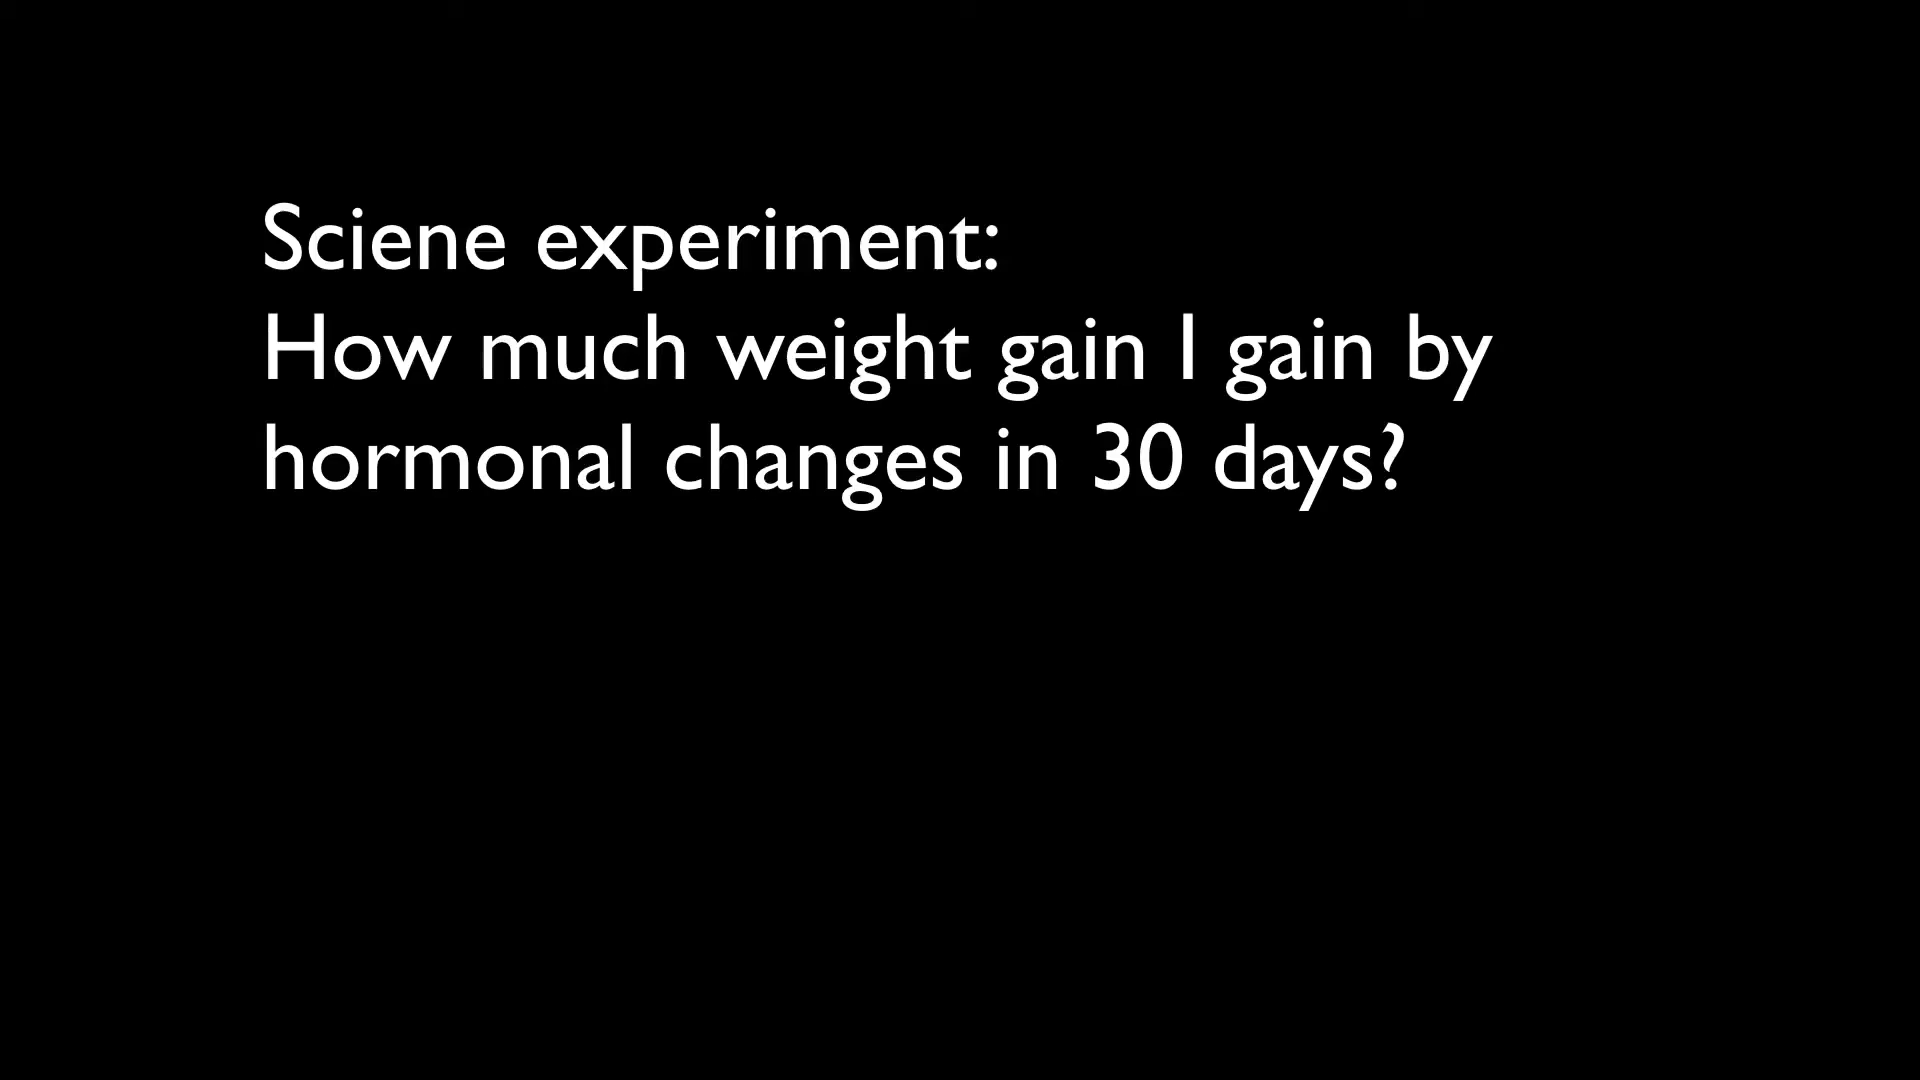 Sciene experiment:
How much weight gain I gain by
hormonal changes in 30 days?